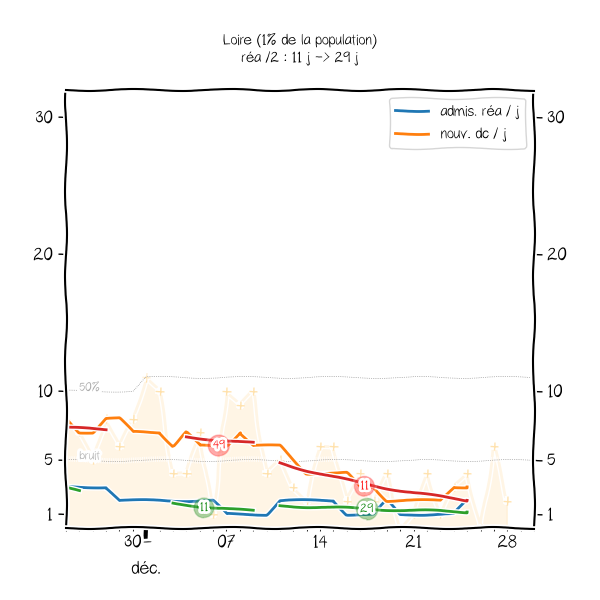 Loire (1% de la population)
réa /2 : 11 j -> 29 j
admis. réa / j
nouv. dc / j
30 30
20 20
50%
10 10
49
bruit
5 5
11
11
29
1 1
30 07 14 21 28
déc.